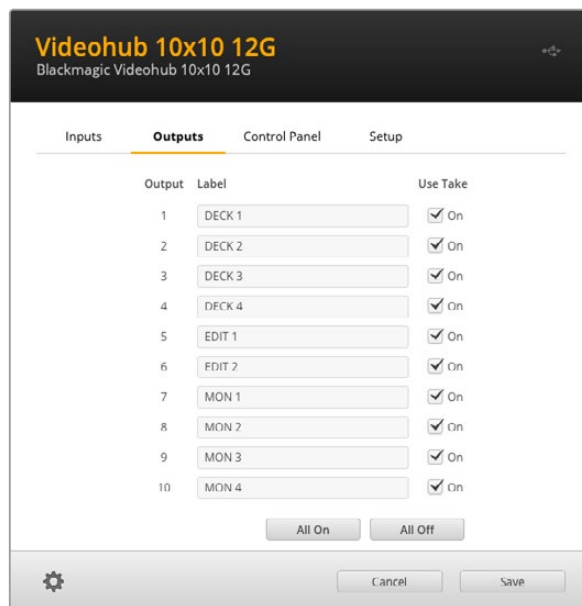 Videohub 10x10 12G
Blackmagic Videohub 10x10 12G
Inputs Outputs Control Panel Setup
Output Label Use Take
1 DECK 1 On
2 DECK 2 On
3 DECK 3 On
4 DECK 4 On
5 EDIT 1 On
6 EDIT 2 On
7 MON 1 On
8 MON 2 On
9 MON 3 On
10 MON 4 On
All On All Off
Cancel Save